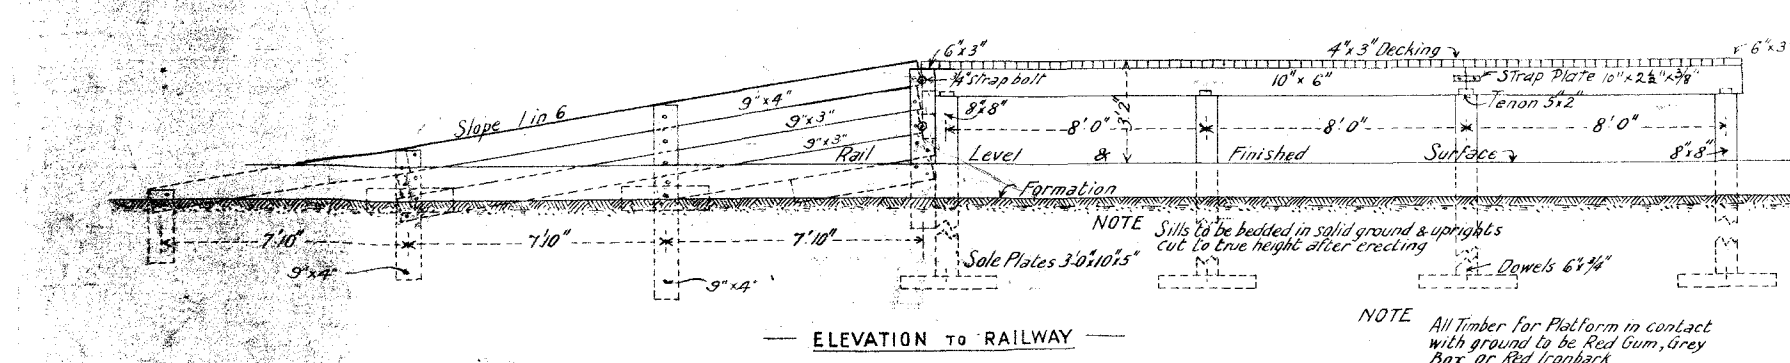 6"x3"
4"x3" Decking
6"x3
¾" strap bolt
10" x 6"
Strap Plate 10" x 2½" x ⅜"
9"x4"
8"x8"
Tenon 5"x2"
Slope 1 in 6
9"x3"
8'0"
3'2"
8'0"
8'0"
9"x3"
Rail Level & Finished Surface
8"x8"
Formation
NOTE Sills to be bedded in solid ground & uprights
cut to true height after erecting
7'10"
7'10"
7'10"
Sole Plates 3'0"x10"x5"
Dowels 6"x¾"
9"x4"
9"x4"
NOTE
All Timber for Platform in contact
with ground to be Red Gum, Grey
Box or Red Ironbark
ELEVATION TO RAILWAY